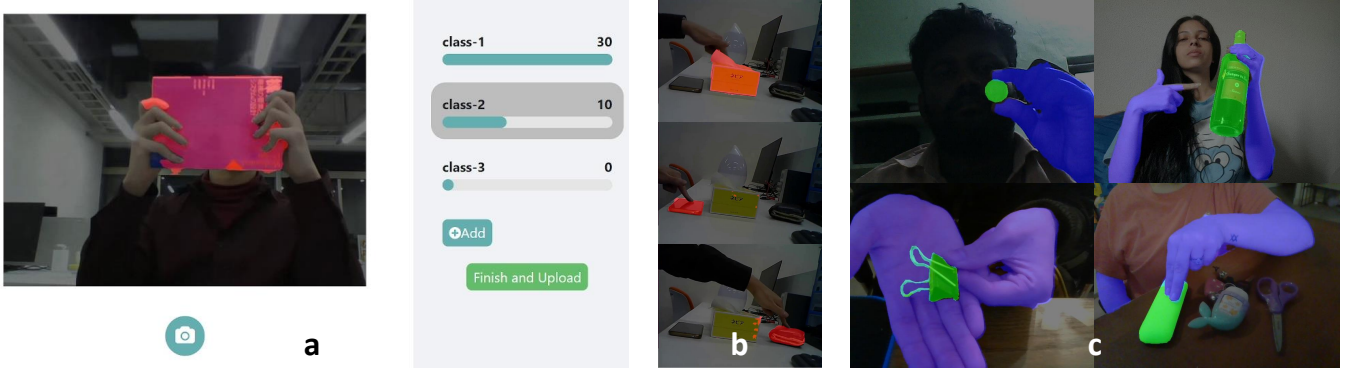 class-1 30
class-2 10
class-3 0
Add
Finish and Upload
a
b
c